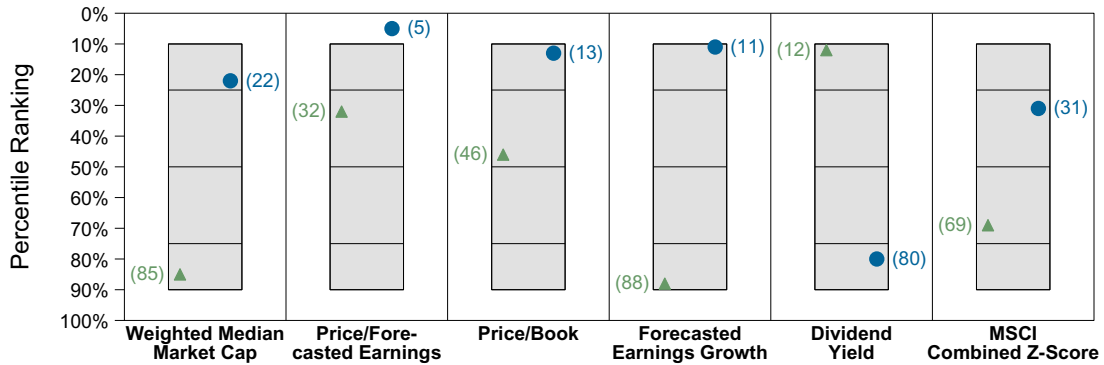 Percentile Ranking
0%
10%
20%
30%
40%
50%
60%
70%
80%
90%
100%
(85)
(22)
(32)
(5)
(46)
(13)
(88)
(11)
(12)
(80)
(69)
(31)
Weighted Median
Market Cap
Price/Fore-
casted Earnings
Price/Book
Forecasted
Earnings Growth
Dividend
Yield
MSCI
Combined Z-Score